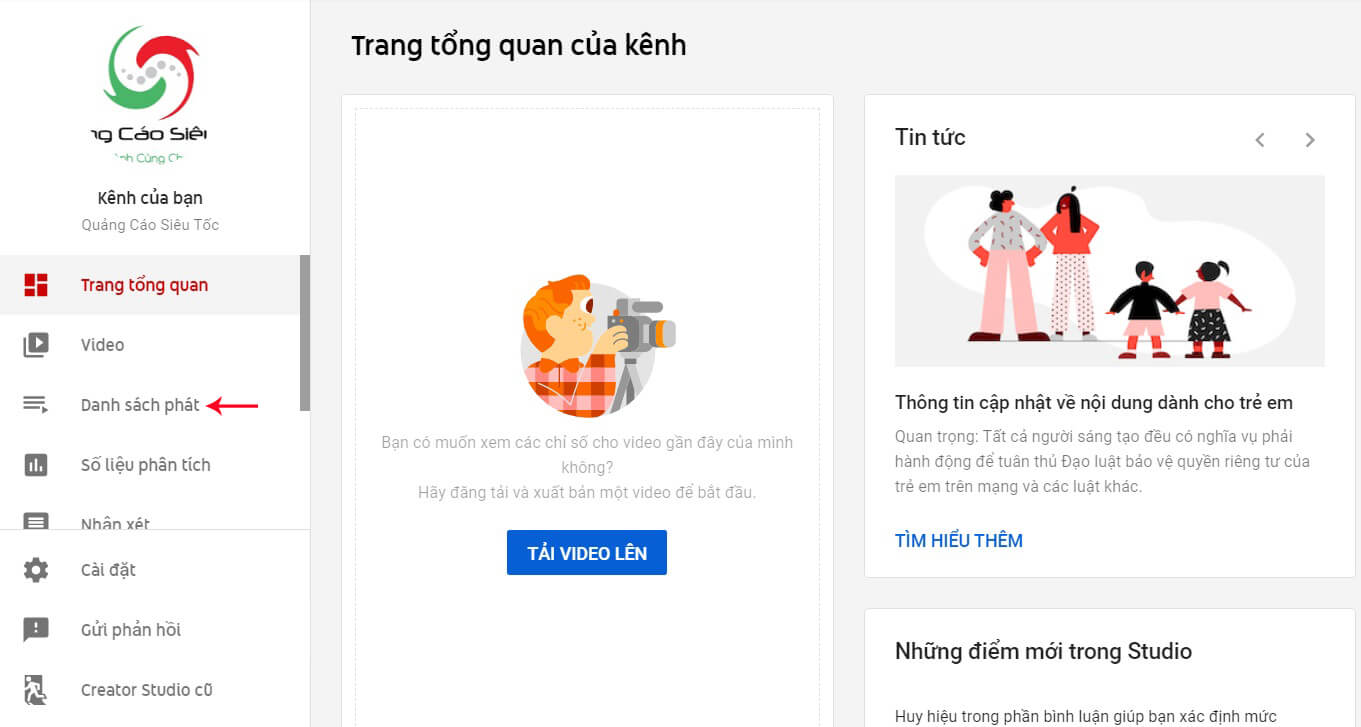 ng Cáo Siê
Kênh của bạn
Quảng Cáo Siêu Tốc
Trang tổng quan
Video
Danh sách phát
Số liệu phân tích
Nhận xét
Cài đặt
Gửi phản hồi
Creator Studio cũ
Trang tổng quan của kênh
Bạn có muốn xem các chỉ số cho video gần đây của mình
không?
Hãy đăng tải và xuất bản một video để bắt đầu.
TẢI VIDEO LÊN
Tin tức
Thông tin cập nhật về nội dung dành cho trẻ em
Quan trọng: Tất cả người sáng tạo đều có nghĩa vụ phải
hành động để tuân thủ Đạo luật bảo vệ quyền riêng tư của
trẻ em trên mạng và các luật khác.
TÌM HIỂU THÊM
Những điểm mới trong Studio
Huy hiệu trong phần bình luận giúp bạn xác định mức